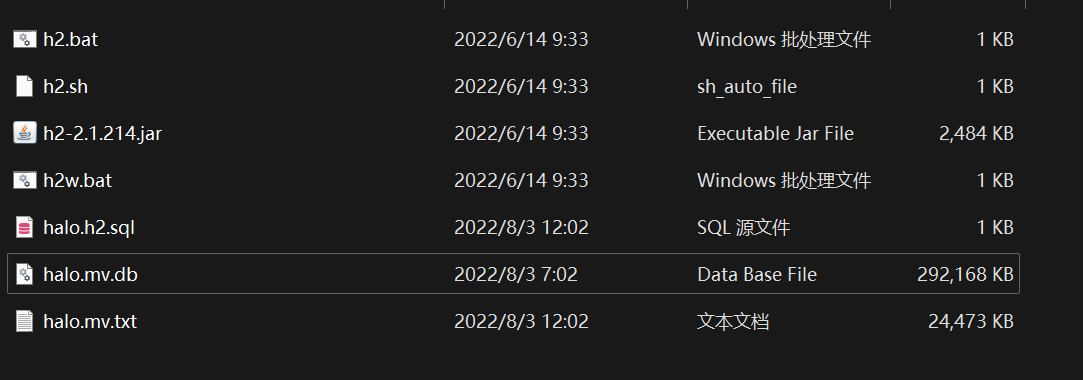 h2.bat 2022/6/14 9:33 Windows 批处理文件 1 KB
h2.sh 2022/6/14 9:33 sh_auto_file 1 KB
h2-2.1.214.jar 2022/6/14 9:33 Executable Jar File 2,484 KB
h2w.bat 2022/6/14 9:33 Windows 批处理文件 1 KB
halo.h2.sql 2022/8/3 12:02 SQL 源文件 1 KB
halo.mv.db 2022/8/3 7:02 Data Base File 292,168 KB
halo.mv.txt 2022/8/3 12:02 文本文档 24,473 KB